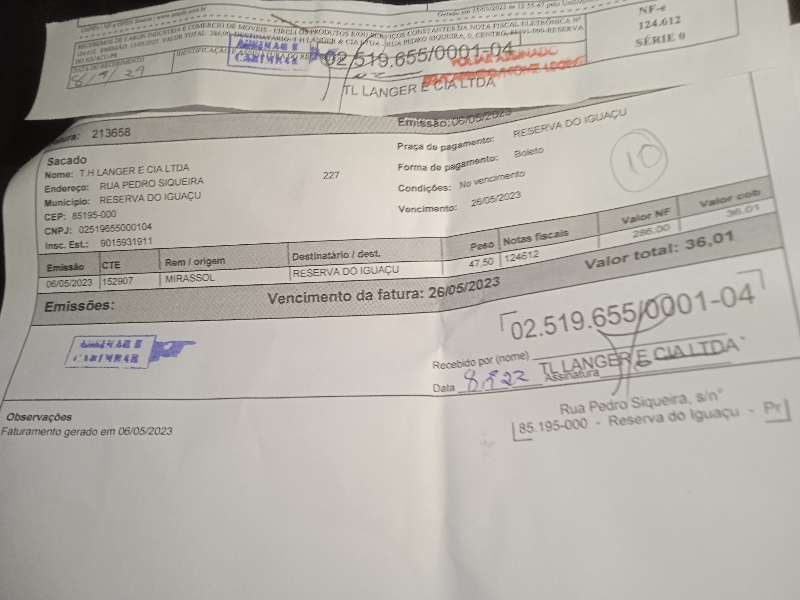 NF-e
124.612
SÉRIE 0
DATA DO RECEBIMENTO
02.519.655/0001-04
TL LANGER E CIA LTDA
213658
Emissão: 06/05/2023
Sacado
Nome: T.H LANGER E CIA LTDA
227
Endereço: RUA PEDRO SIQUEIRA
Municipio: RESERVA DO IGUAÇU
CEP: 85195-000
CNPJ: 02519655000104
Insc. Est.: 9015931911
Praça de pagamento: RESERVA DO IGUAÇU
Forma de pagamento: Boleto
Condições: No vencimento
Vencimento: 26/05/2023
10
Emissão CTE Rem / origem Destinatário / dest. Peso Notas fiscais Valor NF Valor cob
06/05/2023 152907 MIRASSOL RESERVA DO IGUAÇU 47,50 124612 286,00 36,01
Emissões: Vencimento da fatura: 26/05/2023 Valor total: 36,01
CARIMBAR
02.519.655/0001-04
Recebido por (nome)
TL LANGER E CIA LTDA
Data Assinatura
Rua Pedro Siqueira, s/n°
85.195-000 - Reserva do Iguaçu - Pr
Observações
Faturamento gerado em 06/05/2023